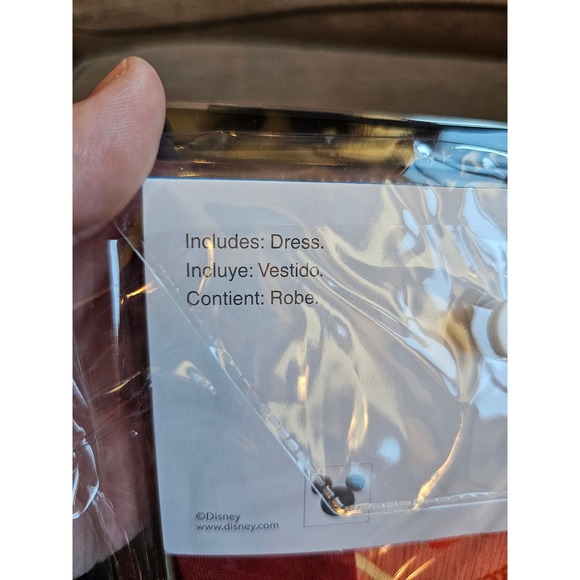 Includes: Dress.
Incluye: Vestido.
Contient: Robe.
©Disney
www.disney.com